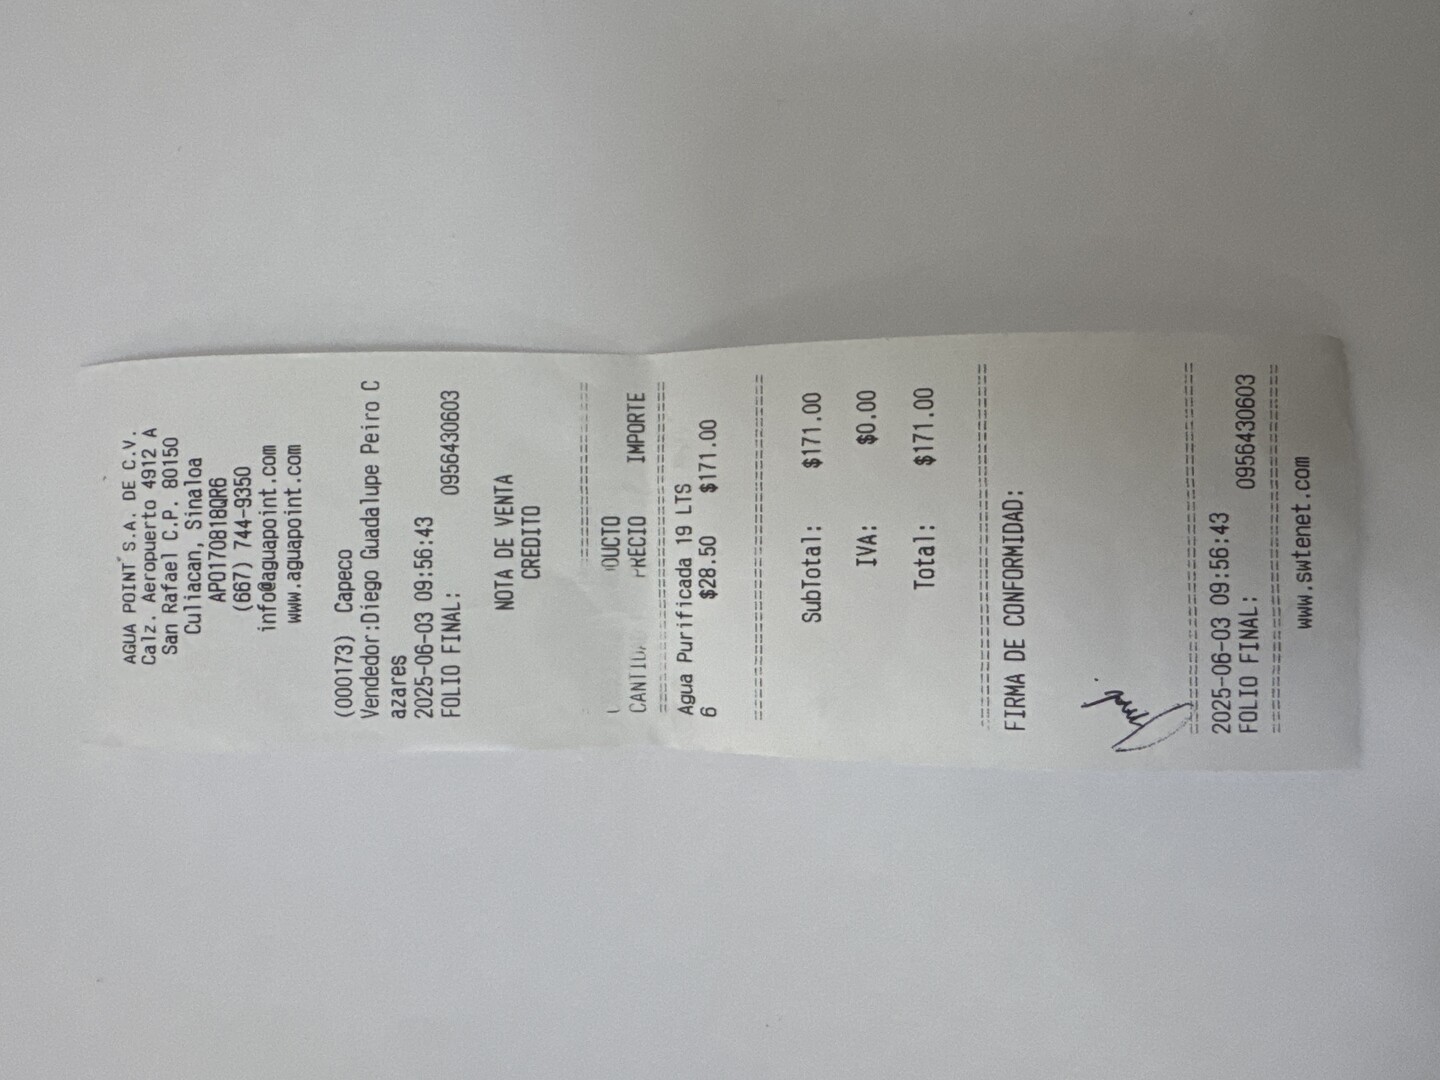 AGUA POINT S.A. DE C.V.
Calz. Aeropuerto 4912 A
San Rafael C.P. 80150
Culiacan, Sinaloa
APO170818QR6
(667) 744-9350
info@aguapoint.com
www.aguapoint.com
(000173) Capeco
Vendedor:Diego Guadalupe Peiro C
azares
2025-06-03 09:56:43
FOLIO FINAL: 0956430603
NOTA DE VENTA
CREDITO
PRECIO IMPORTE
Agua Purificada 19 LTS
6 $28.50 $171.00
SubTotal: $171.00
IVA: $0.00
Total: $171.00
FIRMA DE CONFORMIDAD:
2025-06-03 09:56:43
FOLIO FINAL: 0956430603
www.swtenet.com